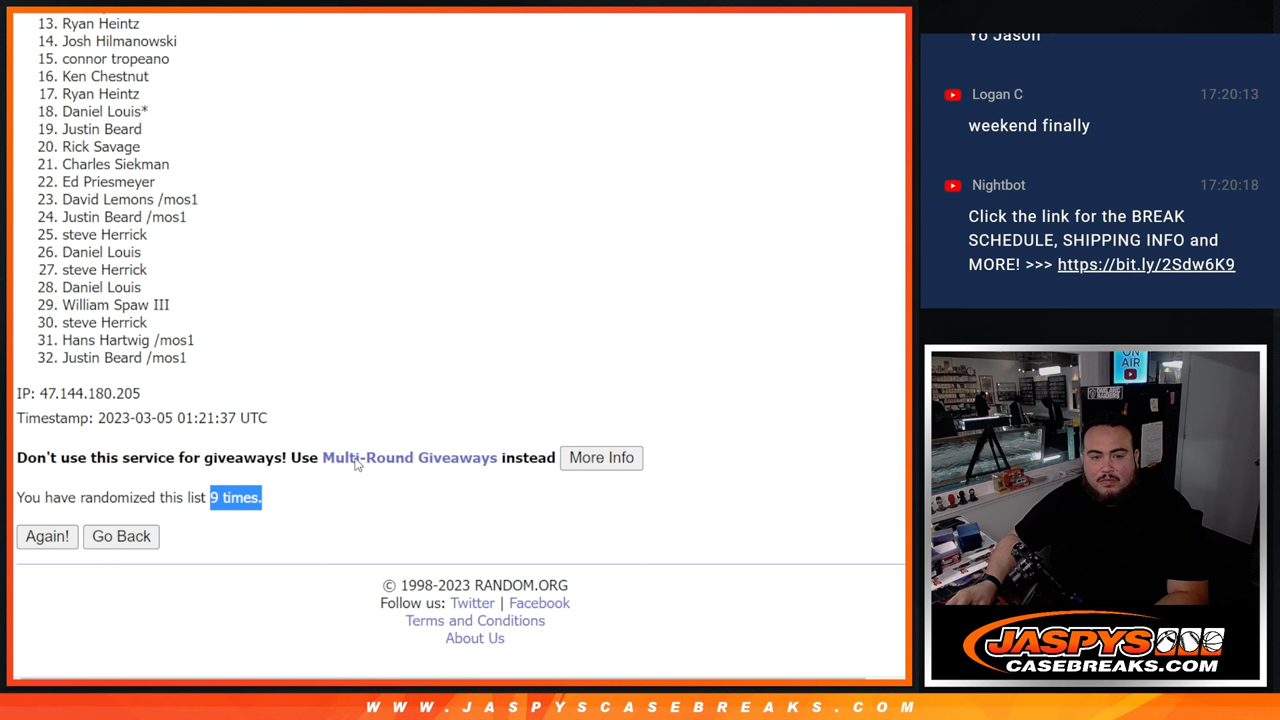 13. Ryan Heintz
14. Josh Hilmanowski
15. connor tropeano
16. Ken Chestnut
17. Ryan Heintz
18. Daniel Louis*
19. Justin Beard
20. Rick Savage
21. Charles Siekman
22. Ed Priesmeyer
23. David Lemons /mos1
24. Justin Beard /mos1
25. steve Herrick
26. Daniel Louis
27. steve Herrick
28. Daniel Louis
29. William Spaw III
30. steve Herrick
31. Hans Hartwig /mos1
32. Justin Beard /mos1
IP: 47.144.180.205
Timestamp: 2023-03-05 01:21:37 UTC
Don't use this service for giveaways! Use Multi-Round Giveaways instead More Info
You have randomized this list 9 times.
Again! Go Back
© 1998-2023 RANDOM.ORG
Follow us: Twitter | Facebook
Terms and Conditions
About Us
Yo Jason
Logan C 17:20:13
weekend finally
Nightbot 17:20:18
Click the link for the BREAK
SCHEDULE, SHIPPING INFO and
MORE! >>> https://bit.ly/2Sdw6K9
ON
AIR
JASPYS
CASEBREAKS.COM
WWW.JASPYSCASEBREAKS.COM